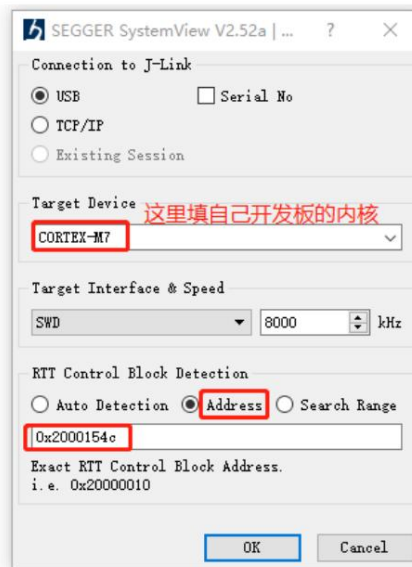 SEGGER SystemView V2.52a | ... ? ×
Connection to J-Link
USB Serial No
TCP/IP
Existing Session
Target Device
这里填自己开发板的内核
CORTEX-M7
Target Interface & Speed
SWD 8000 kHz
RTT Control Block Detection
Auto Detection Address Search Range
0x2000154c
Exact RTT Control Block Address.
i.e. 0x20000010
OK Cancel